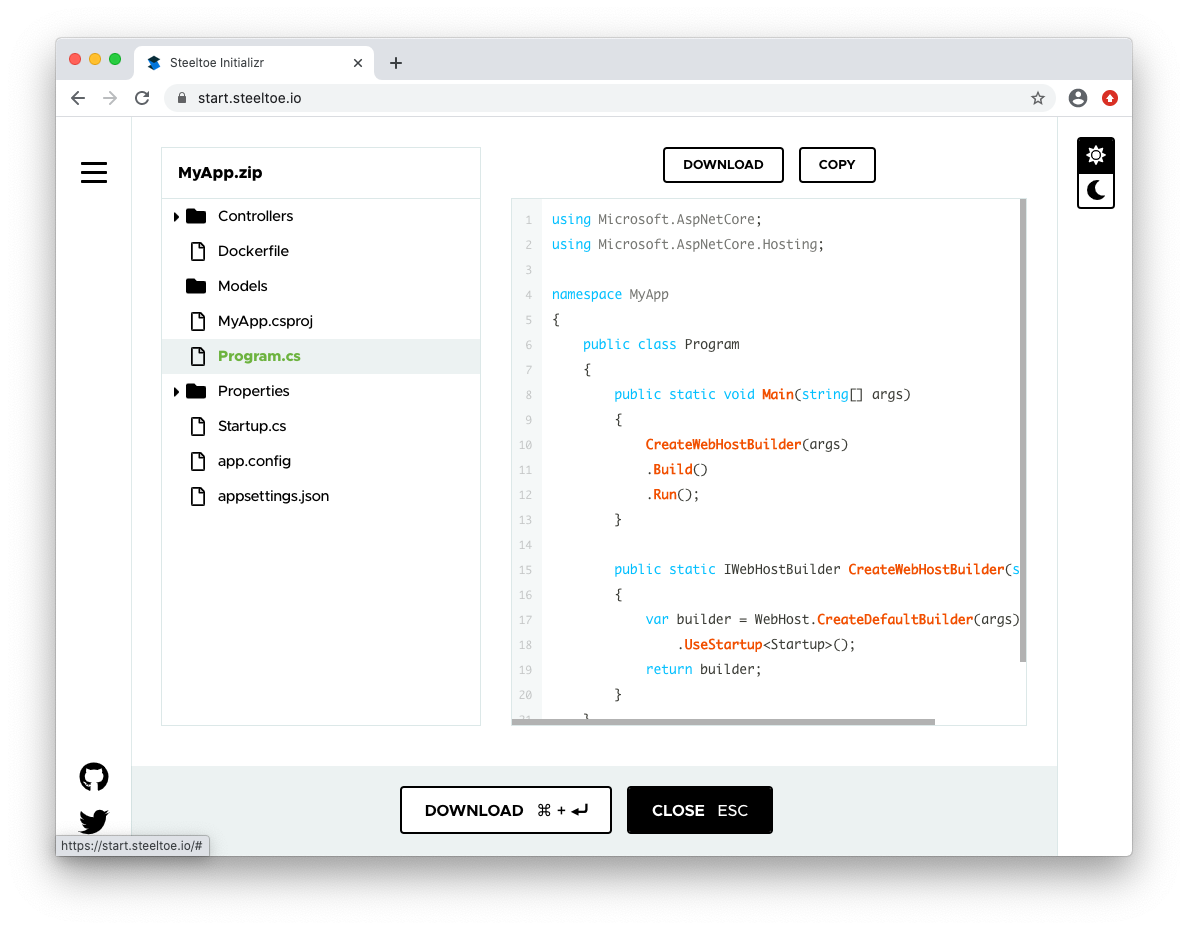 Steeltoe Initializr
start.steeltoe.io
MyApp.zip
Controllers
Dockerfile
Models
MyApp.csproj
Program.cs
Properties
Startup.cs
app.config
appsettings.json
DOWNLOAD COPY
1 using Microsoft.AspNetCore;
2 using Microsoft.AspNetCore.Hosting;
3
4 namespace MyApp
5 {
6 public class Program
7 {
8 public static void Main(string[] args)
9 {
10 CreateWebHostBuilder(args)
11 .Build()
12 .Run();
13 }
14
15 public static IWebHostBuilder CreateWebHostBuilder(s
16 {
17 var builder = WebHost.CreateDefaultBuilder(args)
18 .UseStartup<Startup>();
19 return builder;
20 }
21 }
DOWNLOAD ⌘ + ↵ CLOSE ESC
https://start.steeltoe.io/#